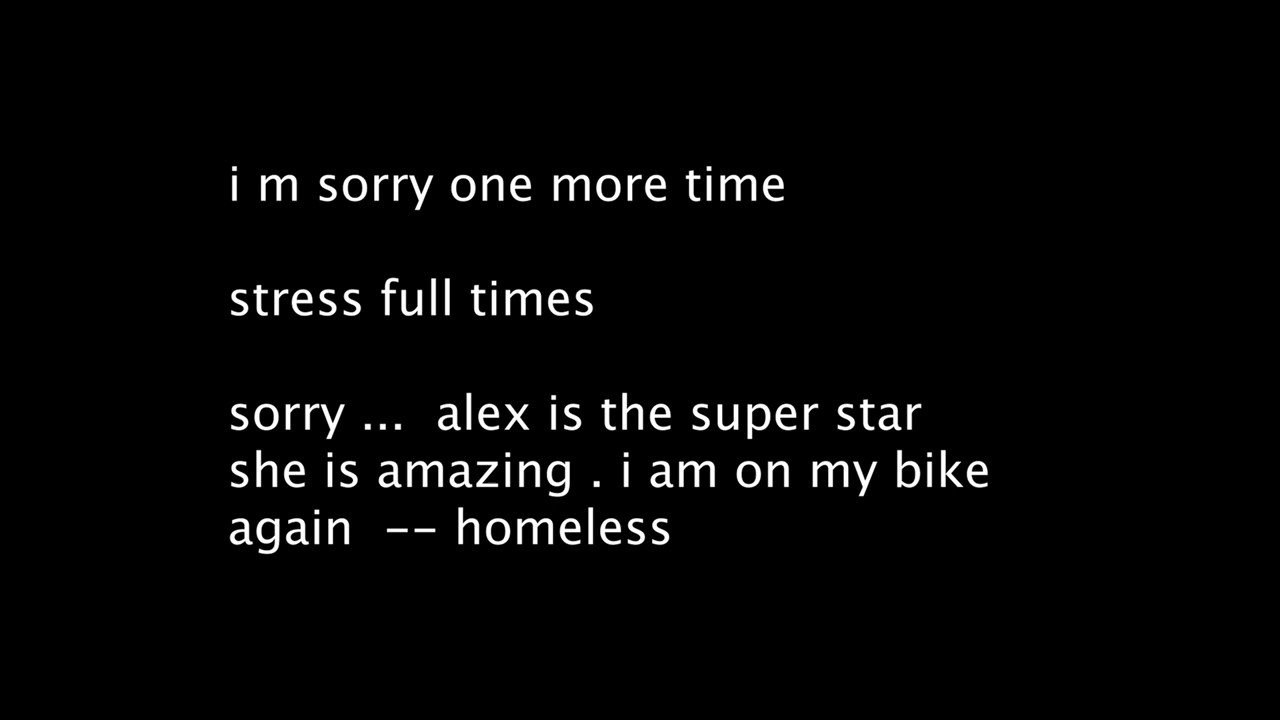 i m sorry one more time
stress full times
sorry ...  alex is the super star
she is amazing . i am on my bike
again  -- homeless